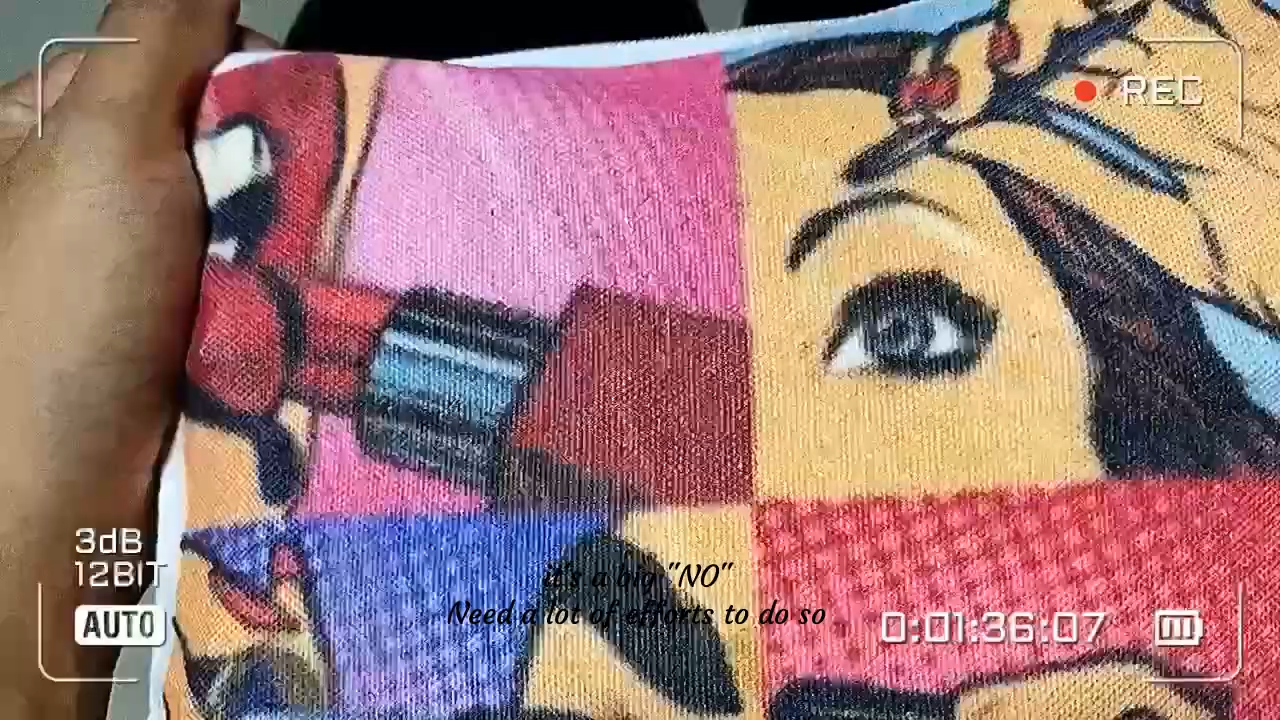 REC
3dB
12BIT
AUTO
it's a big "NO"
Need a lot of efforts to do so
0:01:36:07